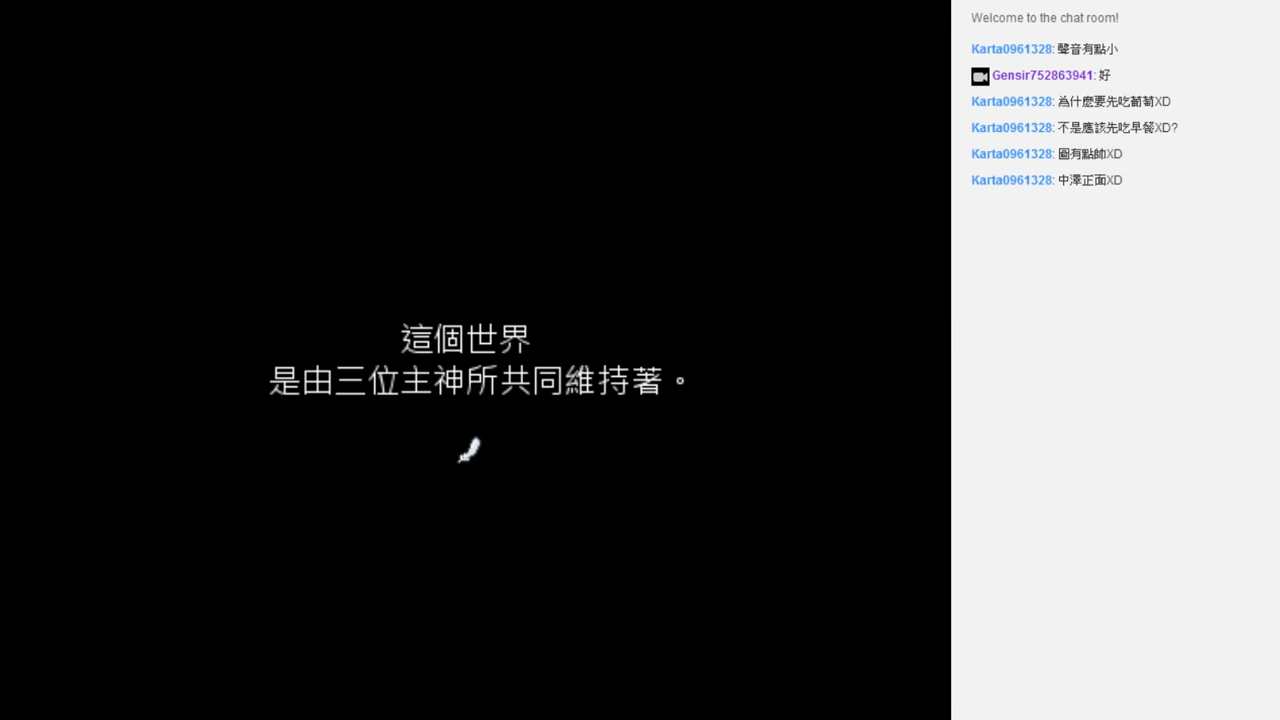 這個世界
是由三位主神所共同維持著。
Welcome to the chat room!
Karta0961328: 聲音有點小
Gensir752863941: 好
Karta0961328: 為什麼要先吃葡萄XD
Karta0961328: 不是應該先吃早餐XD?
Karta0961328: 圈有點帥XD
Karta0961328: 中澤正面XD